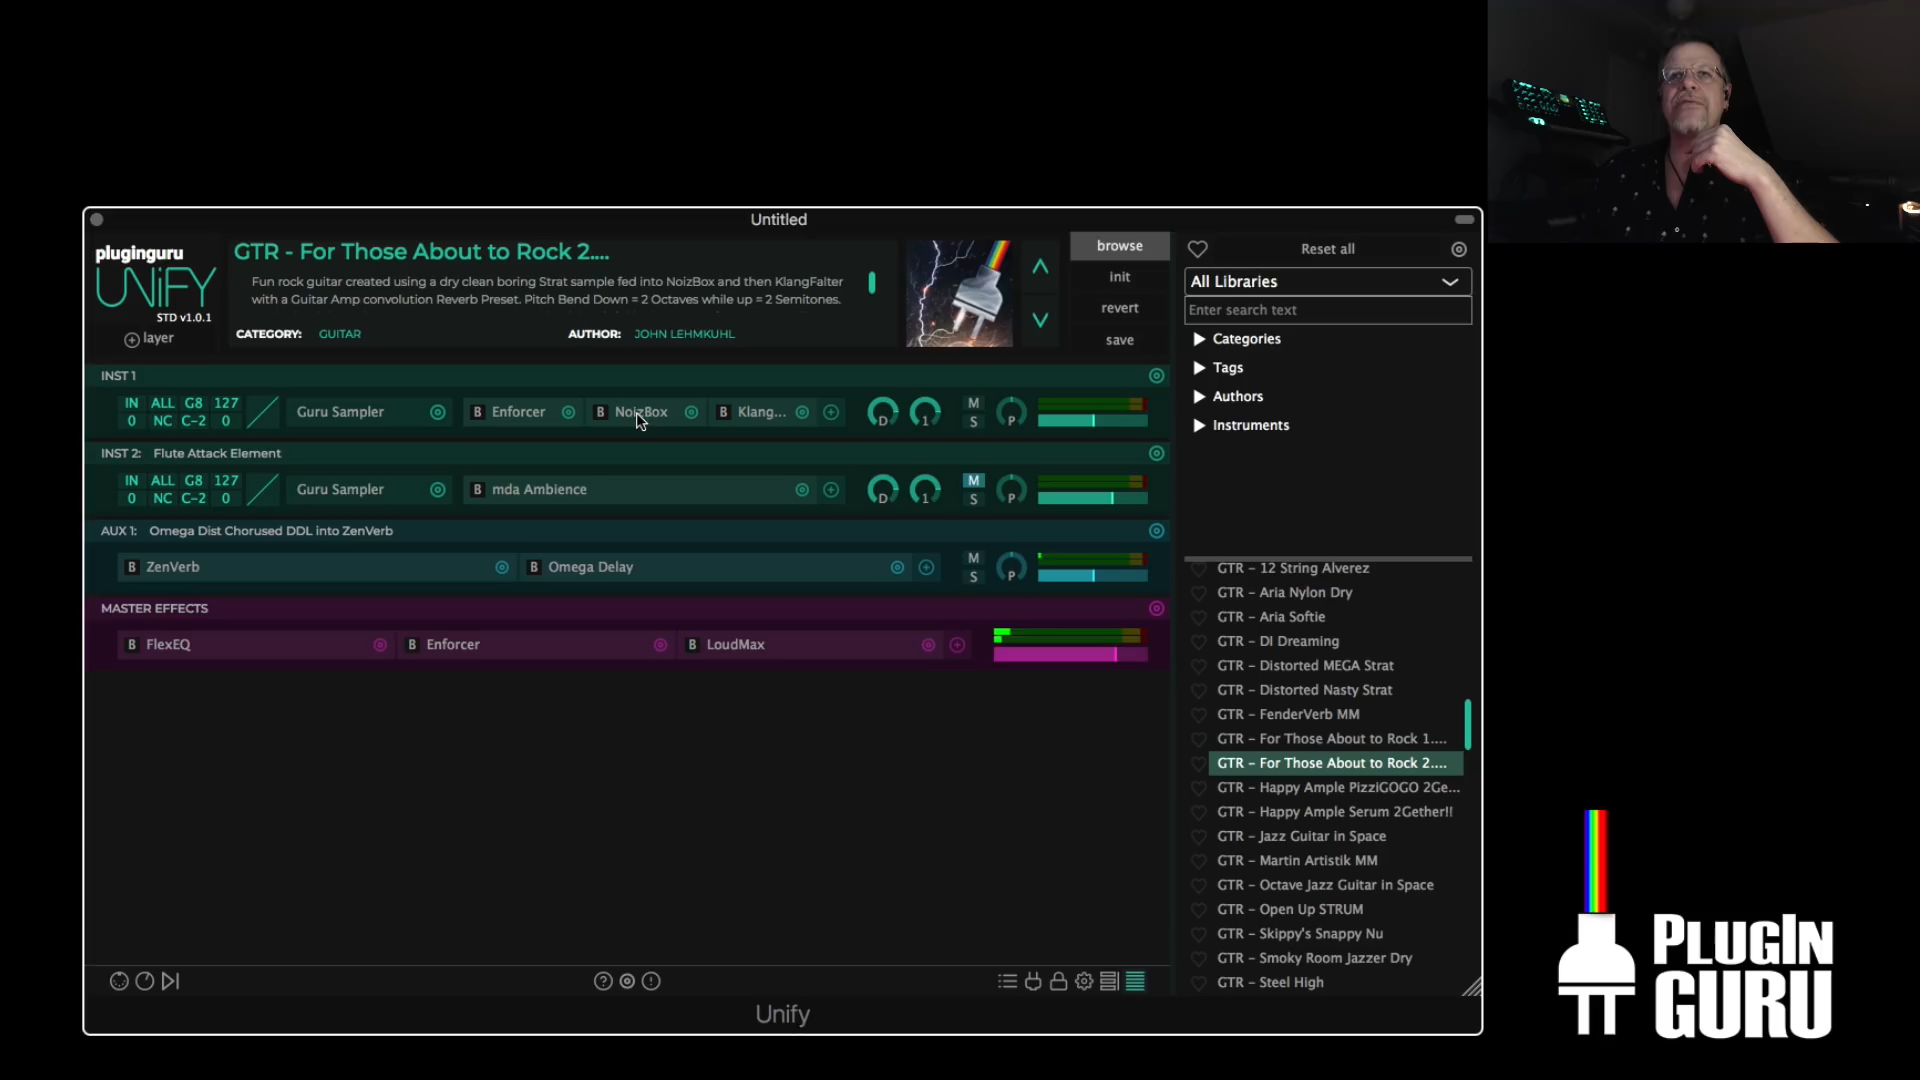 Untitled
pluginguru
UNiFY
STD v1.0.1
layer
GTR - For Those About to Rock 2....
Fun rock guitar created using a dry clean boring Strat sample fed into NoizBox and then KlangFalter
with a Guitar Amp convolution Reverb Preset. Pitch Bend Down = 2 Octaves while up = 2 Semitones.
CATEGORY: GUITAR AUTHOR: JOHN LEHMKUHL
browse
init
revert
save
Reset all
All Libraries
Enter search text
Categories
Tags
Authors
Instruments
INST 1
IN ALL G8 127
0 NC C-2 0
Guru Sampler B Enforcer B NoizBox B Klang... D 1 M S P
INST 2: Flute Attack Element
IN ALL G8 127
0 NC C-2 0
Guru Sampler B mda Ambience D 1 M S P
AUX 1: Omega Dist Chorused DDL into ZenVerb
B ZenVerb B Omega Delay M S P
MASTER EFFECTS
B FlexEQ B Enforcer B LoudMax
GTR - 12 String Alverez
GTR - Aria Nylon Dry
GTR - Aria Softie
GTR - DI Dreaming
GTR - Distorted MEGA Strat
GTR - Distorted Nasty Strat
GTR - FenderVerb MM
GTR - For Those About to Rock 1....
GTR - For Those About to Rock 2....
GTR - Happy Ample PizziGOGO 2Ge...
GTR - Happy Ample Serum 2Gether!!
GTR - Jazz Guitar in Space
GTR - Martin Artistik MM
GTR - Octave Jazz Guitar in Space
GTR - Open Up STRUM
GTR - Skippy's Snappy Nu
GTR - Smoky Room Jazzer Dry
GTR - Steel High
Unify
PLUGIN
GURU